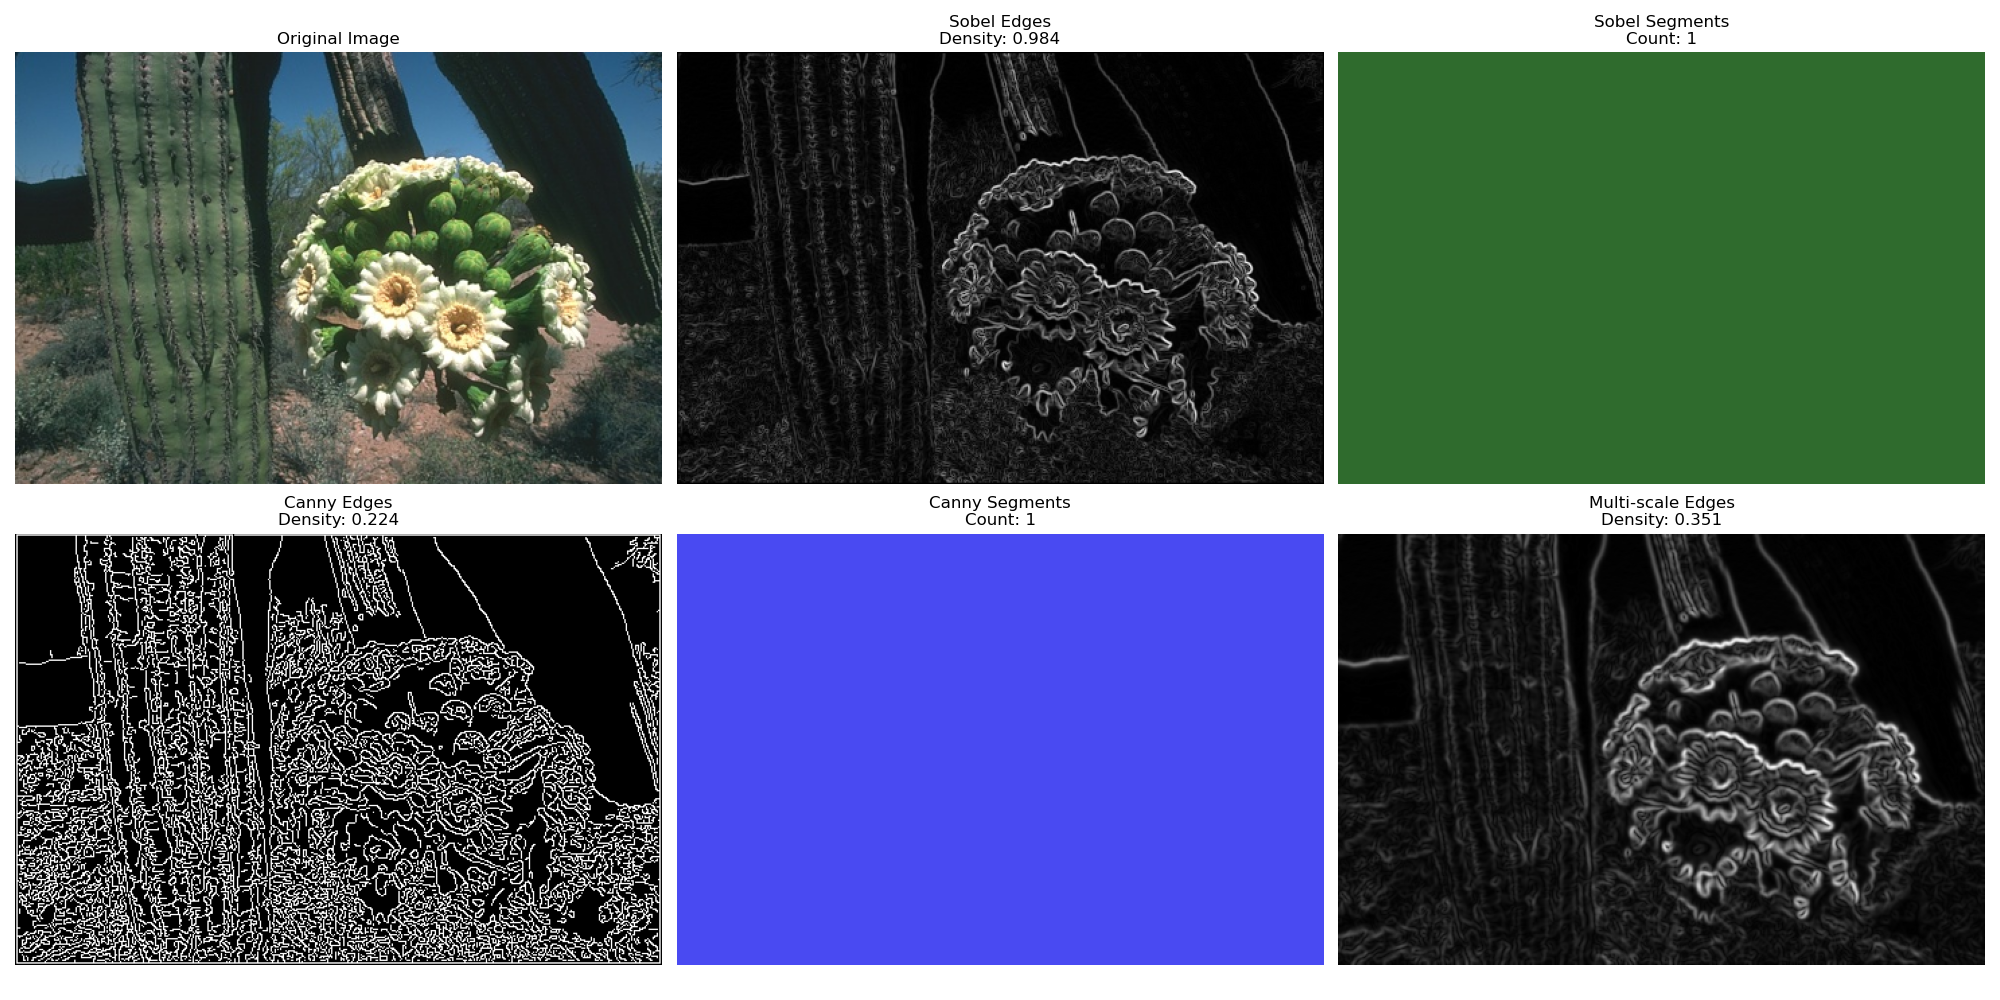 Original Image
Sobel Edges
Density: 0.984
Sobel Segments
Count: 1
Canny Edges
Density: 0.224
Canny Segments
Count: 1
Multi-scale Edges
Density: 0.351